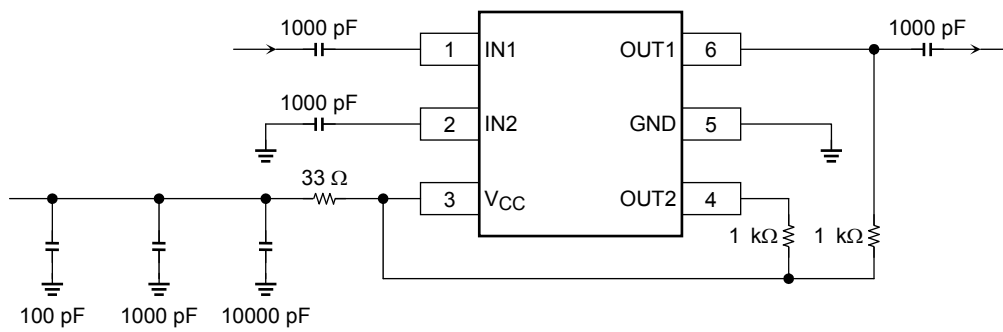 1000 pF
1000 pF
1 IN1 OUT1 6
1000 pF
2 IN2 GND 5
33 Ω
3 VCC OUT2 4
1 kΩ 1 kΩ
100 pF 1000 pF 10000 pF